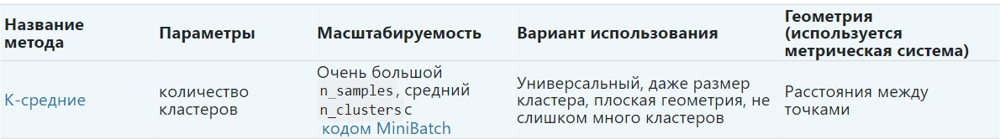 Название метода
Параметры
Масштабируемость
Вариант использования
Геометрия (используется метрическая система)
К-средние
количество кластеров
Очень большой
n_samples, средний
n_clusters с
кодом MiniBatch
Универсальный, даже размер
кластера, плоская геометрия, не
слишком много кластеров
Расстояния между
точками